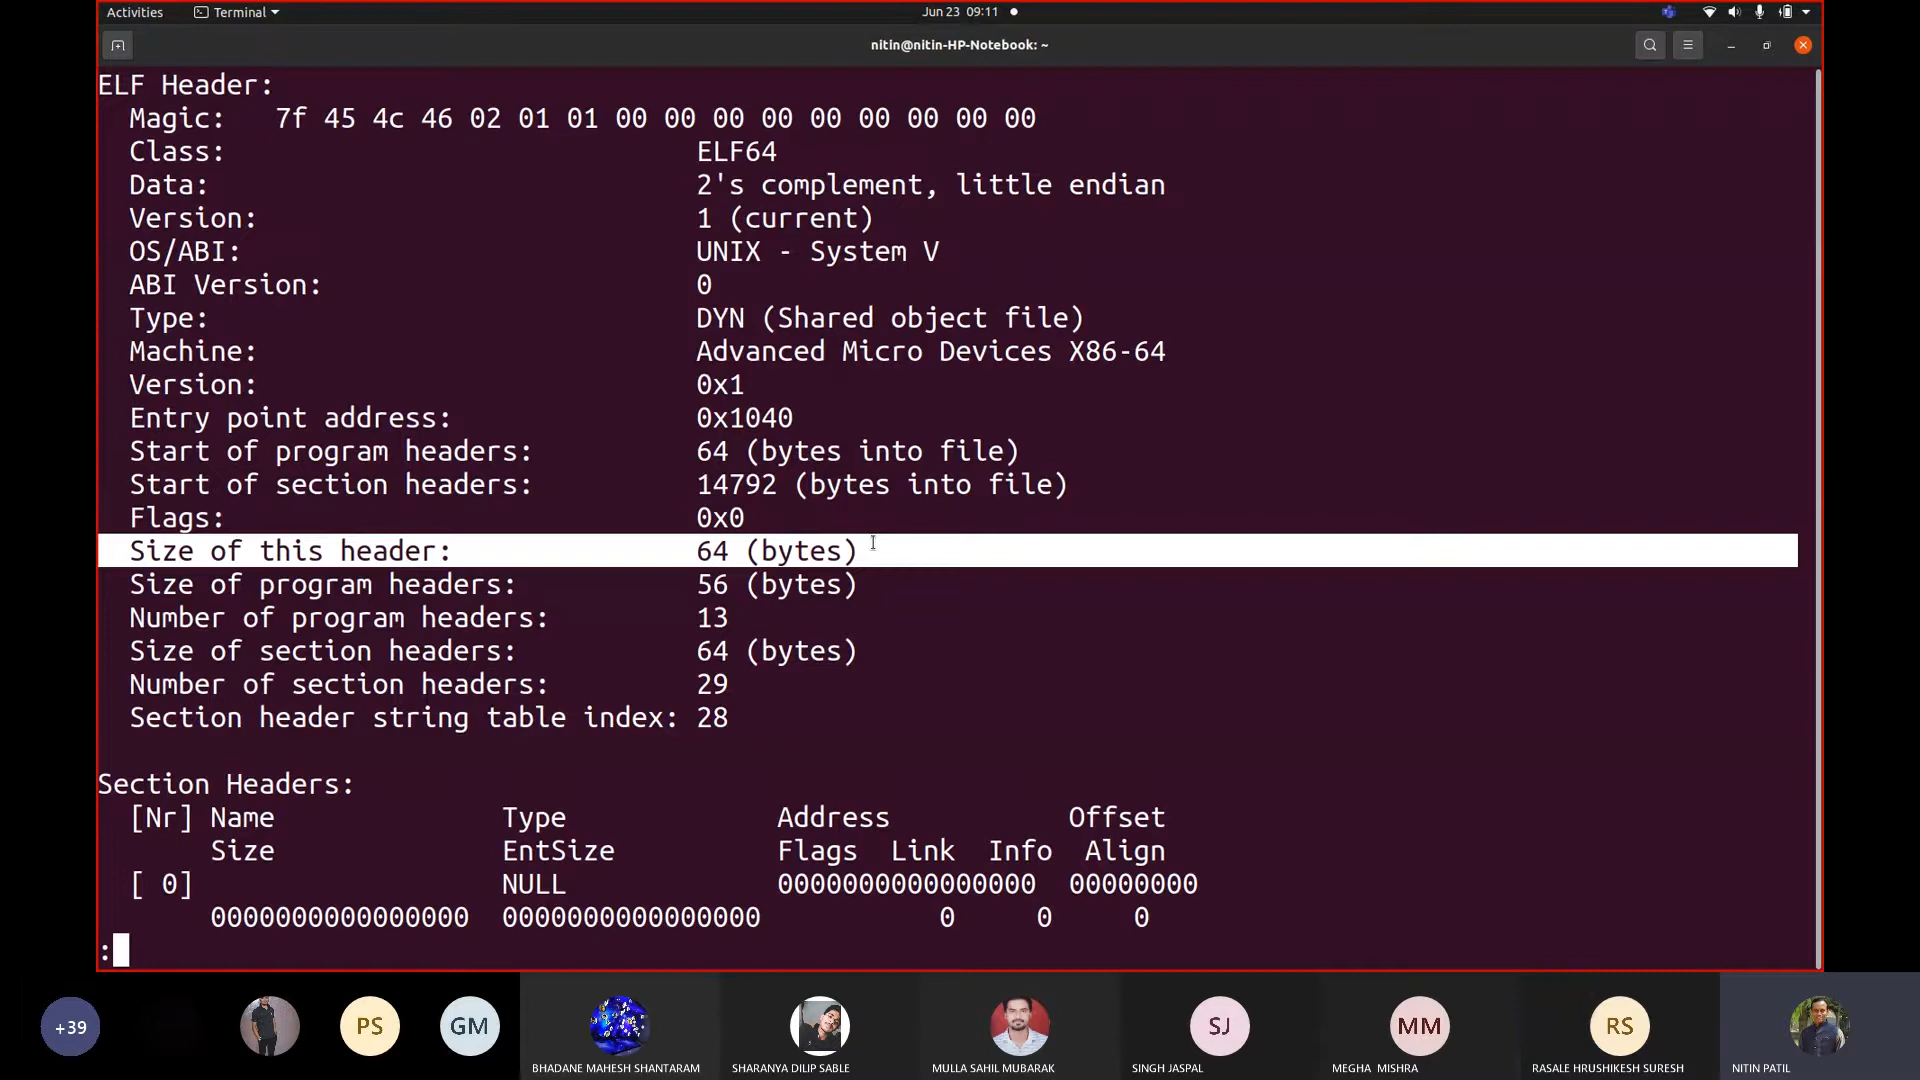 Activities Terminal Jun 23 09:11
nitin@nitin-HP-Notebook: ~
ELF Header:
Magic: 7f 45 4c 46 02 01 01 00 00 00 00 00 00 00 00 00
Class: ELF64
Data: 2's complement, little endian
Version: 1 (current)
OS/ABI: UNIX - System V
ABI Version: 0
Type: DYN (Shared object file)
Machine: Advanced Micro Devices X86-64
Version: 0x1
Entry point address: 0x1040
Start of program headers: 64 (bytes into file)
Start of section headers: 14792 (bytes into file)
Flags: 0x0
Size of this header: 64 (bytes)
Size of program headers: 56 (bytes)
Number of program headers: 13
Size of section headers: 64 (bytes)
Number of section headers: 29
Section header string table index: 28
Section Headers:
[Nr] Name Type Address Offset
Size EntSize Flags Link Info Align
[ 0] NULL 0000000000000000 00000000
0000000000000000 0000000000000000 0 0 0
:
+39 PS GM SJ MM RS
BHADANE MAHESH SHANTARAM SHARANYA DILIP SABLE MULLA SAHIL MUBARAK SINGH JASPAL MEGHA MISHRA RASALE HRUSHIKESH SURESH NITIN PATIL